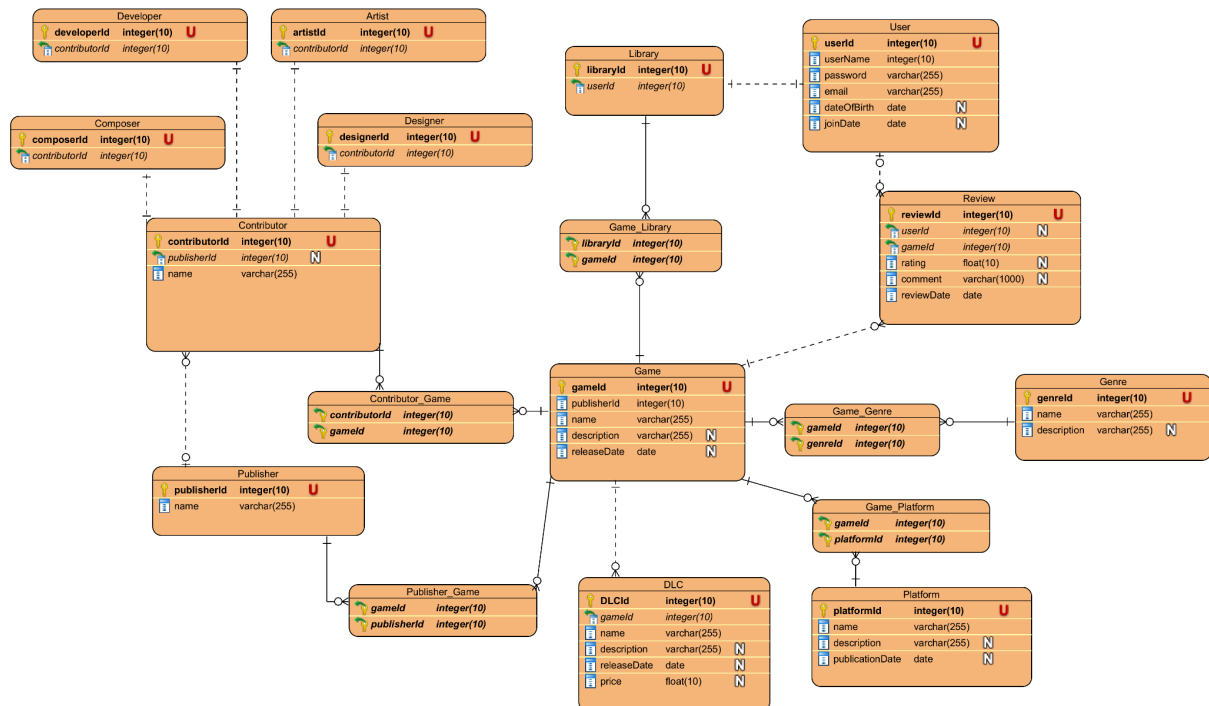 Developer
developerId integer(10) U
contributorId integer(10)
Artist
artistId integer(10) U
contributorId integer(10)
Library
libraryId integer(10) U
userId integer(10)
User
userId integer(10) U
userName integer(10)
password varchar(255)
email varchar(255)
dateOfBirth date N
joinDate date N
Composer
composerId integer(10) U
contributorId integer(10)
Designer
designerId integer(10) U
contributorId integer(10)
Contributor
contributorId integer(10) U
publisherId integer(10) N
name varchar(255)
Game_Library
libraryId integer(10)
gameId integer(10)
Review
reviewId integer(10) U
userId integer(10) N
gameId integer(10)
rating float(10) N
comment varchar(1000) N
reviewDate date
Contributor_Game
contributorId integer(10)
gameId integer(10)
Game
gameId integer(10) U
publisherId integer(10)
name varchar(255)
description varchar(255) N
releaseDate date N
Game_Genre
gameId integer(10)
genreId integer(10)
Genre
genreId integer(10) U
name varchar(255)
description varchar(255) N
Publisher
publisherId integer(10) U
name varchar(255)
Game_Platform
gameId integer(10)
platformId integer(10)
Publisher_Game
gameId integer(10)
publisherId integer(10)
DLC
DLCId integer(10) U
gameId integer(10)
name varchar(255)
description varchar(255) N
releaseDate date N
price float(10) N
Platform
platformId integer(10) U
name varchar(255)
description varchar(255) N
publicationDate date N